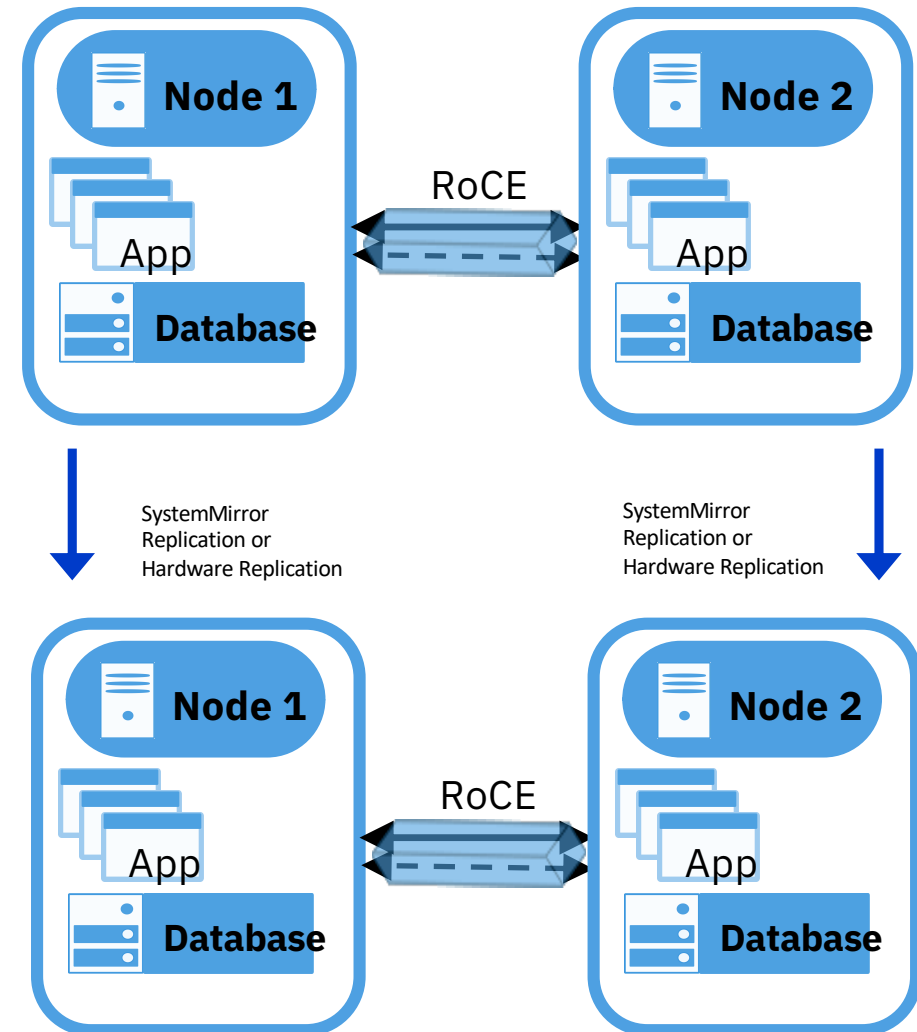 Node 1
Node 2
RoCE
App
App
Database
Database
SystemMirror
Replication or
Hardware Replication
SystemMirror
Replication or
Hardware Replication
Node 1
Node 2
RoCE
App
App
Database
Database